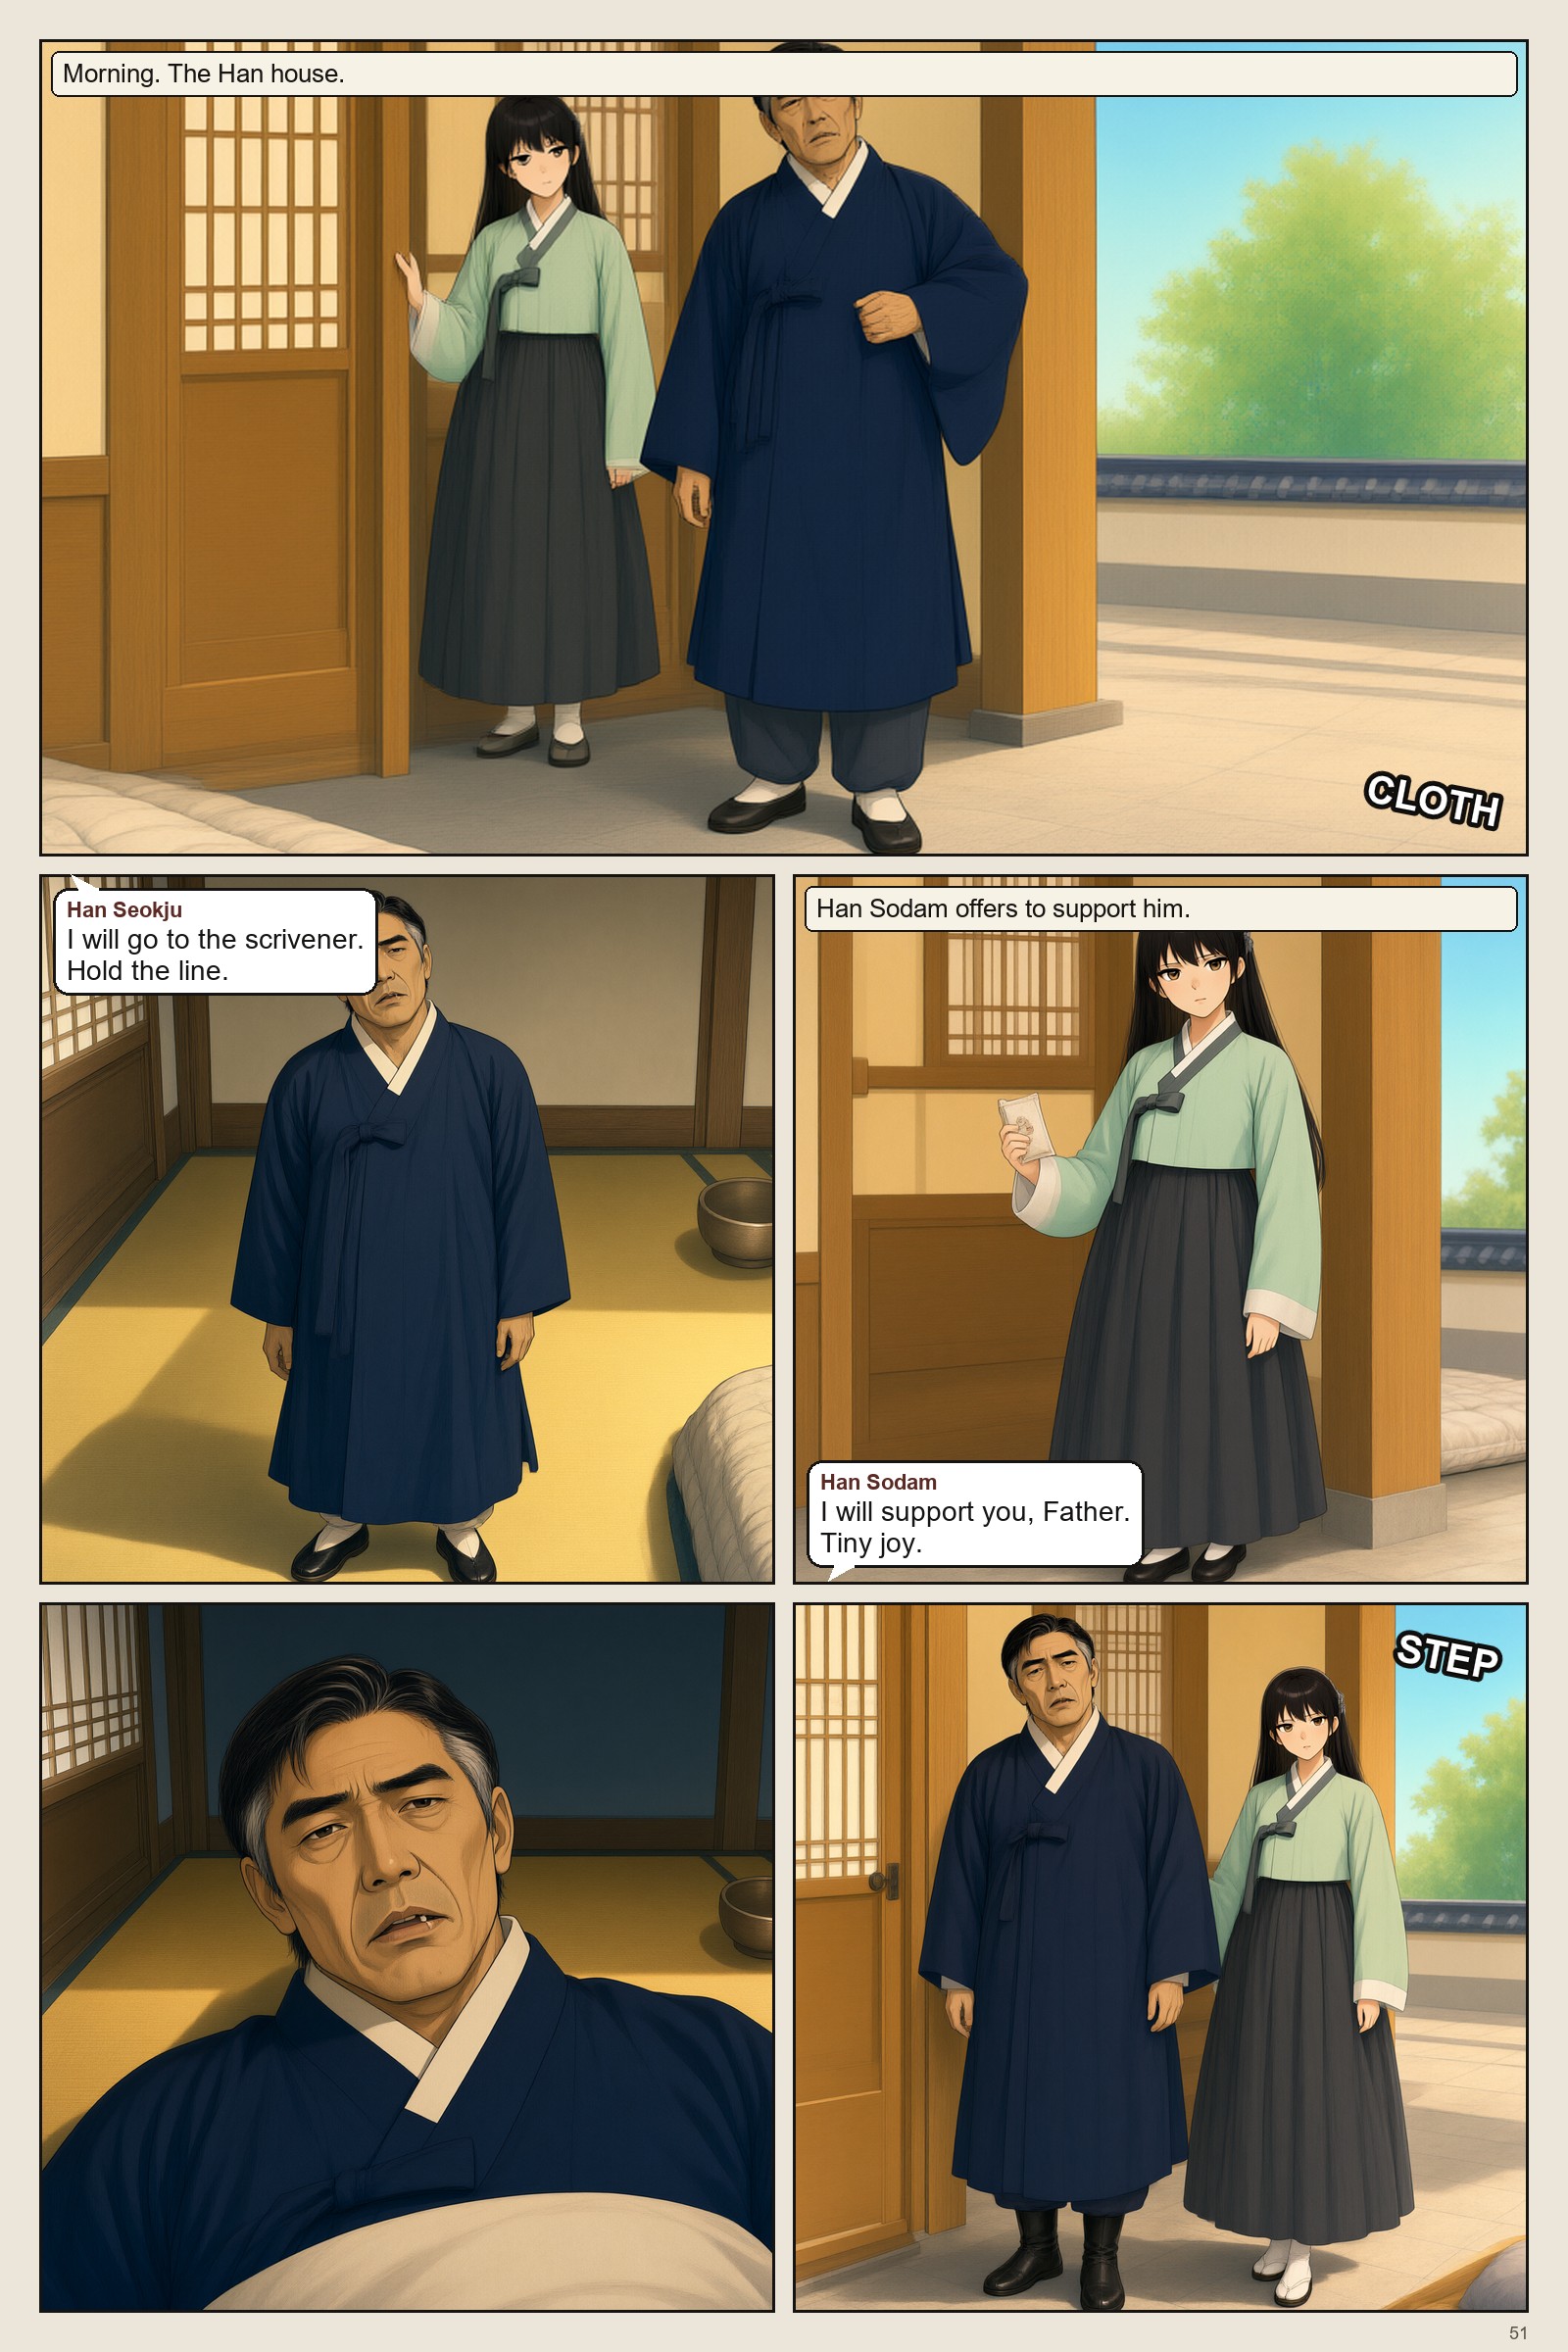 Morning. The Han house.
CLOTH
Han Seokju
I will go to the scrivener.
Hold the line.
Han Sodam offers to support him.
Han Sodam
I will support you, Father.
Tiny joy.
STEP
51